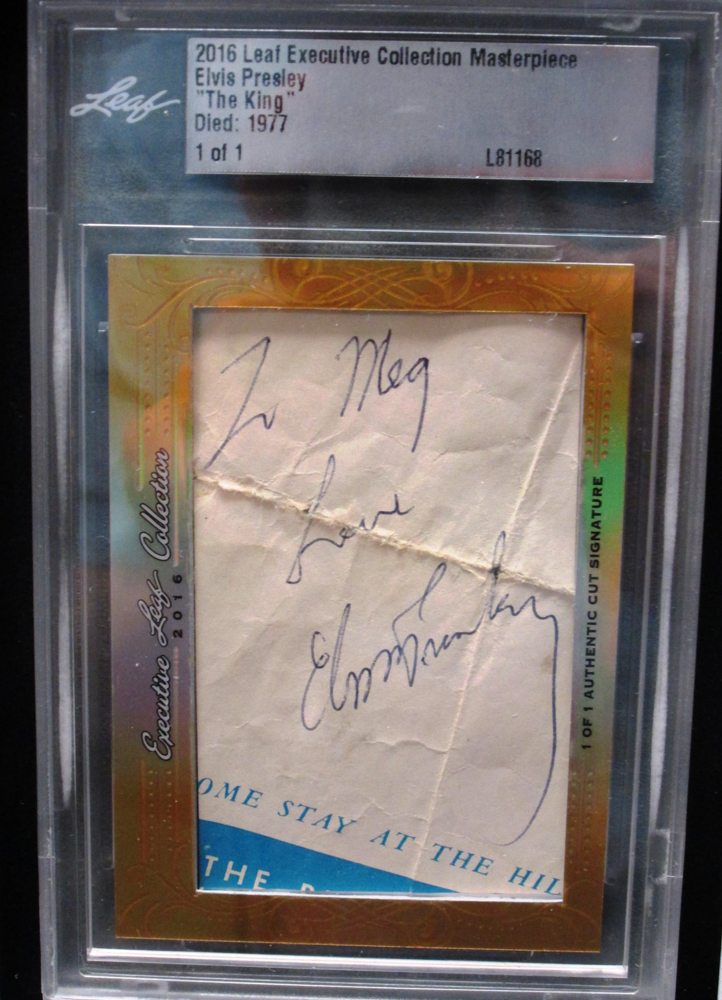 2016 Leaf Executive Collection Masterpiece
Elvis Presley
"The King"
Died: 1977
1 of 1 L81168
Leaf
Executive Leaf Collection
2016
To Meg
Love
Elvis Presley
1 OF 1 AUTHENTIC CUT SIGNATURE
OME STAY AT THE HIL
THE